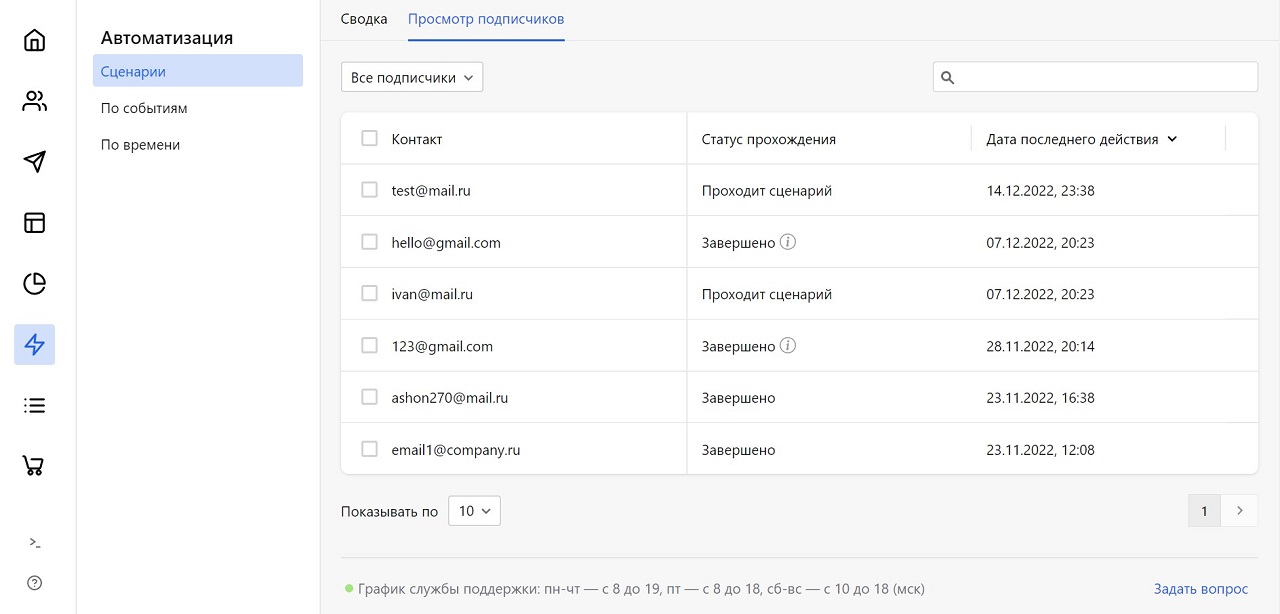 Сводка Просмотр подписчиков
Автоматизация
Сценарии
По событиям
По времени
Все подписчики
Контакт Статус прохождения Дата последнего действия
test@mail.ru Проходит сценарий 14.12.2022, 23:38
hello@gmail.com Завершено i 07.12.2022, 20:23
ivan@mail.ru Проходит сценарий 07.12.2022, 20:23
123@gmail.com Завершено i 28.11.2022, 20:14
ashon270@mail.ru Завершено 23.11.2022, 16:38
email1@company.ru Завершено 23.11.2022, 12:08
Показывать по 10 1
График службы поддержки: пн-чт — с 8 до 19, пт — с 8 до 18, сб-вс — с 10 до 18 (мск) Задать вопрос